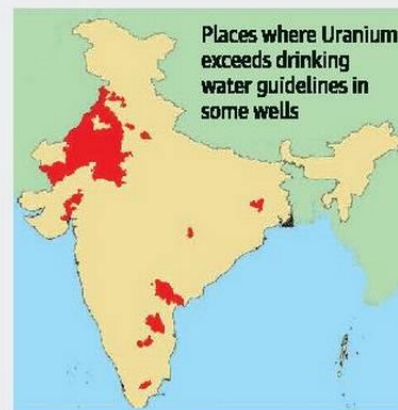 Places where Uranium
exceeds drinking
water guidelines in
some wells